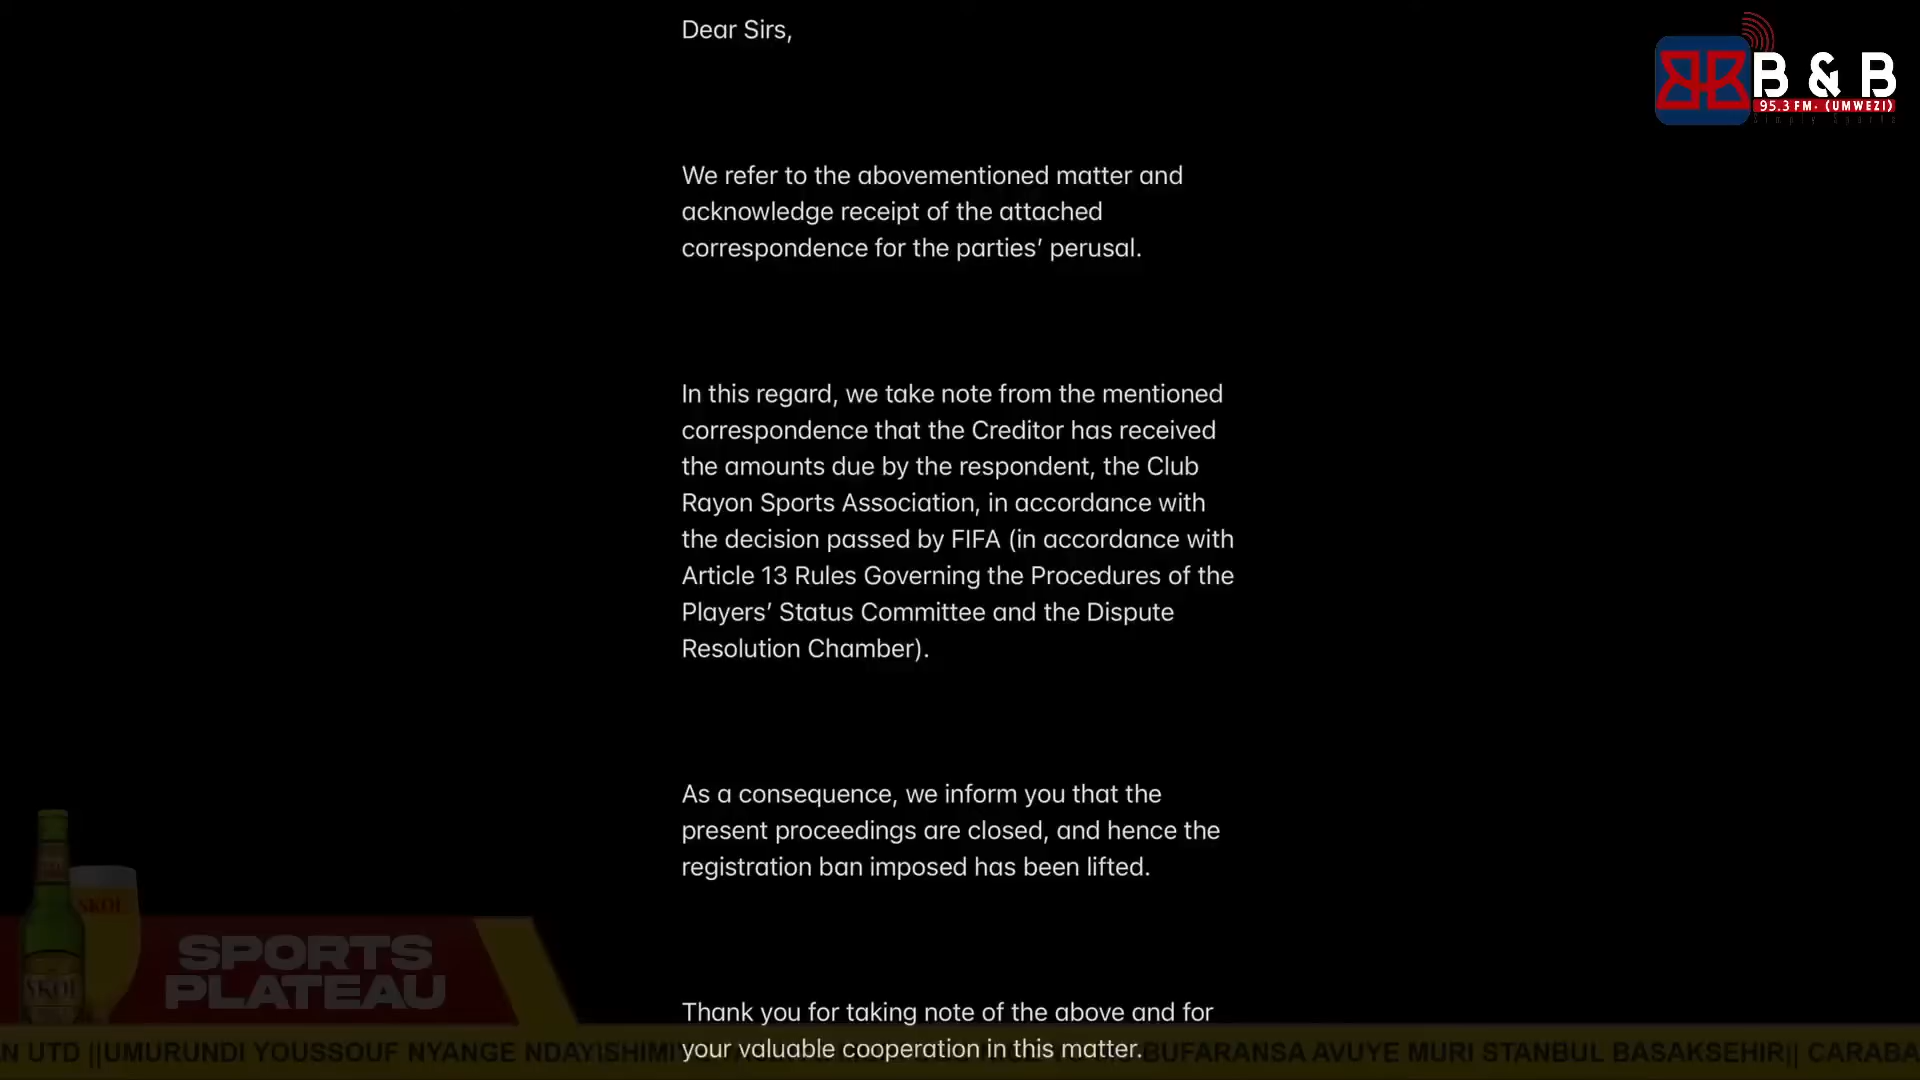 Dear Sirs,
We refer to the abovementioned matter and
acknowledge receipt of the attached
correspondence for the parties’ perusal.
In this regard, we take note from the mentioned
correspondence that the Creditor has received
the amounts due by the respondent, the Club
Rayon Sports Association, in accordance with
the decision passed by FIFA (in accordance with
Article 13 Rules Governing the Procedures of the
Players’ Status Committee and the Dispute
Resolution Chamber).
As a consequence, we inform you that the
present proceedings are closed, and hence the
registration ban imposed has been lifted.
Thank you for taking note of the above and for
your valuable cooperation in this matter.
B & B
95.3 FM. (UMWEZI)
Simply Sports
SKOL
SKOL
SPORTS
PLATEAU
N UTD ||UMURUNDI YOUSSOUF NYANGE NDAYISHIMI
BUFARANSA AVUYE MURI STANBUL BASAKSEHIR|| CARABA